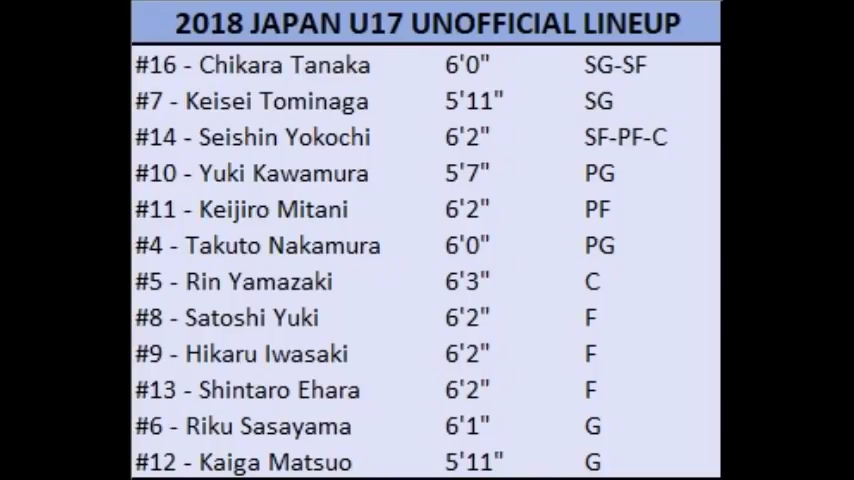 2018 JAPAN U17 UNOFFICIAL LINEUP
#16 - Chikara Tanaka 6'0" SG-SF
#7 - Keisei Tominaga 5'11" SG
#14 - Seishin Yokochi 6'2" SF-PF-C
#10 - Yuki Kawamura 5'7" PG
#11 - Keijiro Mitani 6'2" PF
#4 - Takuto Nakamura 6'0" PG
#5 - Rin Yamazaki 6'3" C
#8 - Satoshi Yuki 6'2" F
#9 - Hikaru Iwasaki 6'2" F
#13 - Shintaro Ehara 6'2" F
#6 - Riku Sasayama 6'1" G
#12 - Kaiga Matsuo 5'11" G